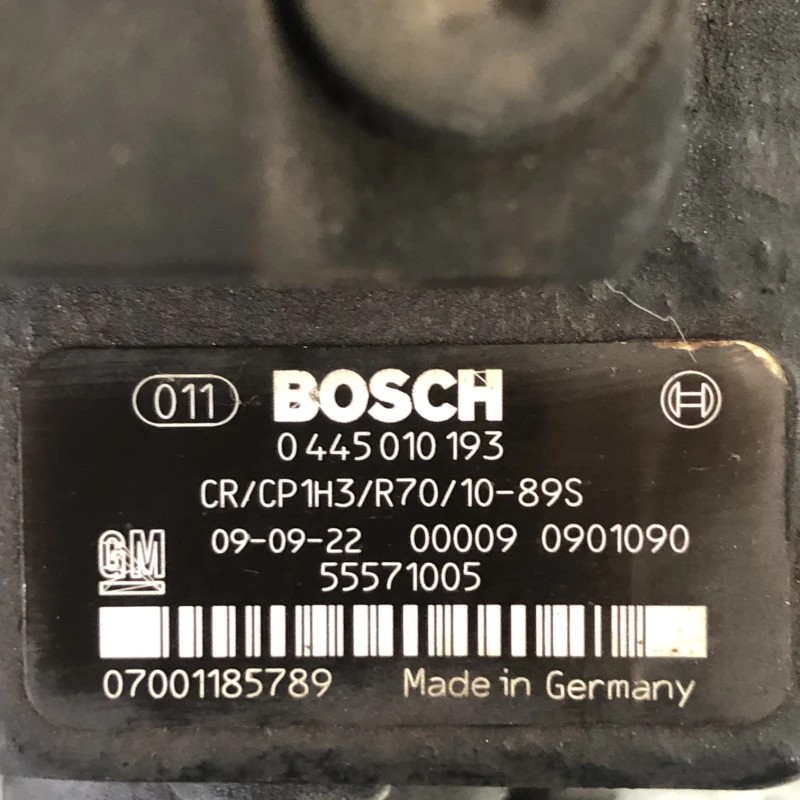 011 BOSCH
0 445 010 193
CR/CP1H3/R70/10-89S
GM 09-09-22 00009 0901090
55571005
07001185789 Made in Germany